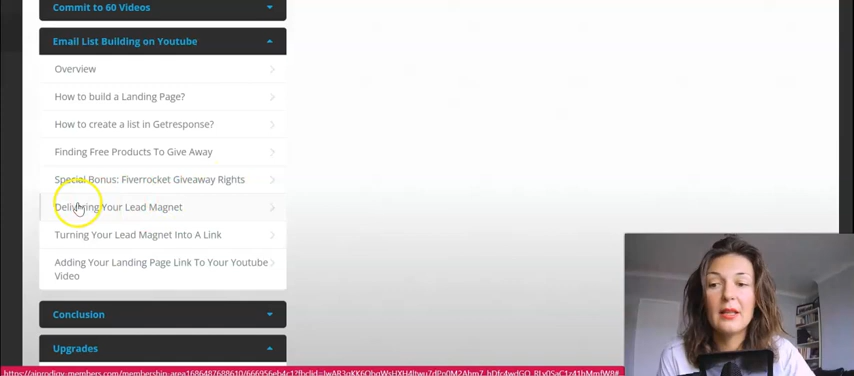 Commit to 60 Videos
Email List Building on Youtube
Overview
How to build a Landing Page?
How to create a list in Getresponse?
Finding Free Products To Give Away
Special Bonus: Fiverrocket Giveaway Rights
Delivering Your Lead Magnet
Turning Your Lead Magnet Into A Link
Adding Your Landing Page Link To Your Youtube
Video
Conclusion
Upgrades